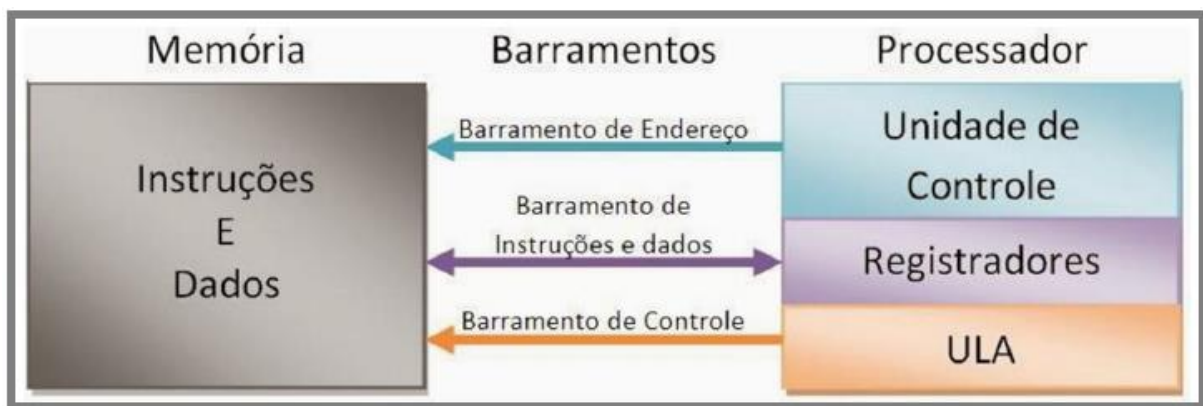 Memória
Barramentos
Processador
Instruções
E
Dados
Barramento de Endereço
Barramento de
Instruções e dados
Barramento de Controle
Unidade de
Controle
Registradores
ULA